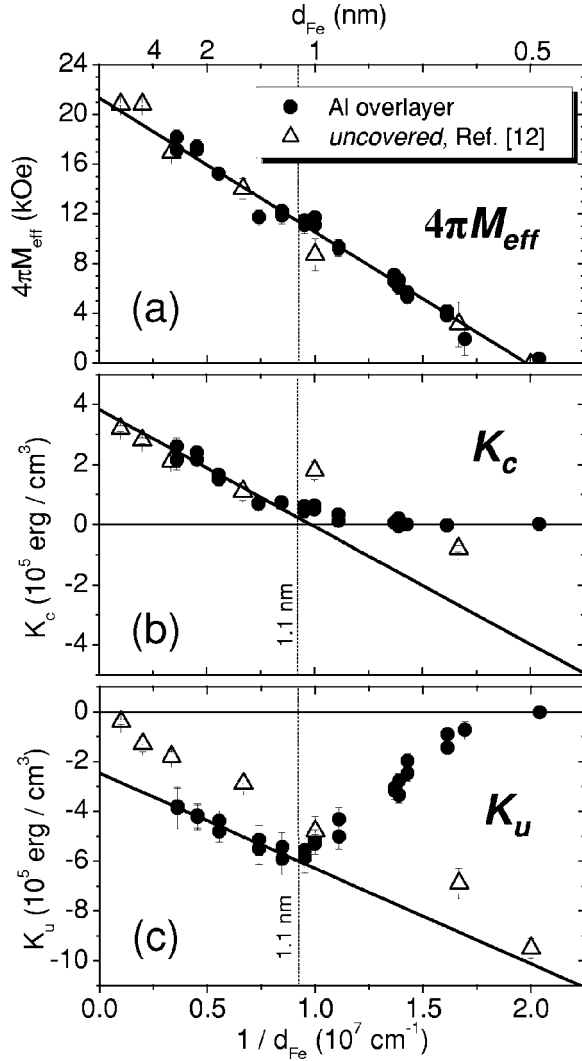 d_Fe (nm)
4 2 1 0.5
24
20
16
12
8
4
0
4πM_eff (kOe)
Al overlayer
uncovered, Ref. [12]
4πM_eff
(a)
4
2
0
-2
-4
K_c (10^5 erg / cm^3)
K_c
1.1 nm
(b)
0
-2
-4
-6
-8
-10
K_u (10^5 erg / cm^3)
K_u
1.1 nm
(c)
0.0 0.5 1.0 1.5 2.0
1 / d_Fe (10^7 cm^-1)